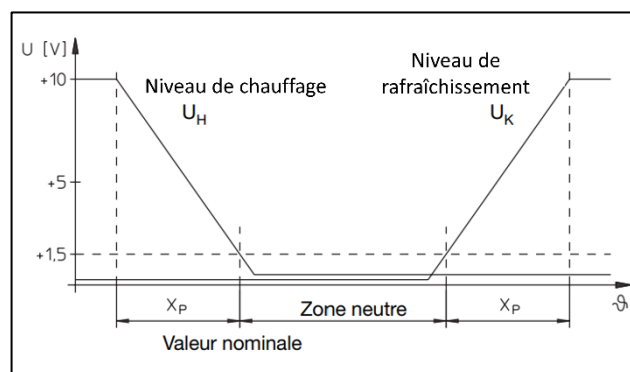 U [V]
+10
Niveau de chauffage
U_H
Niveau de
rafraîchissement
U_K
+5
+1,5
X_P
Zone neutre
X_P
ϑ
Valeur nominale